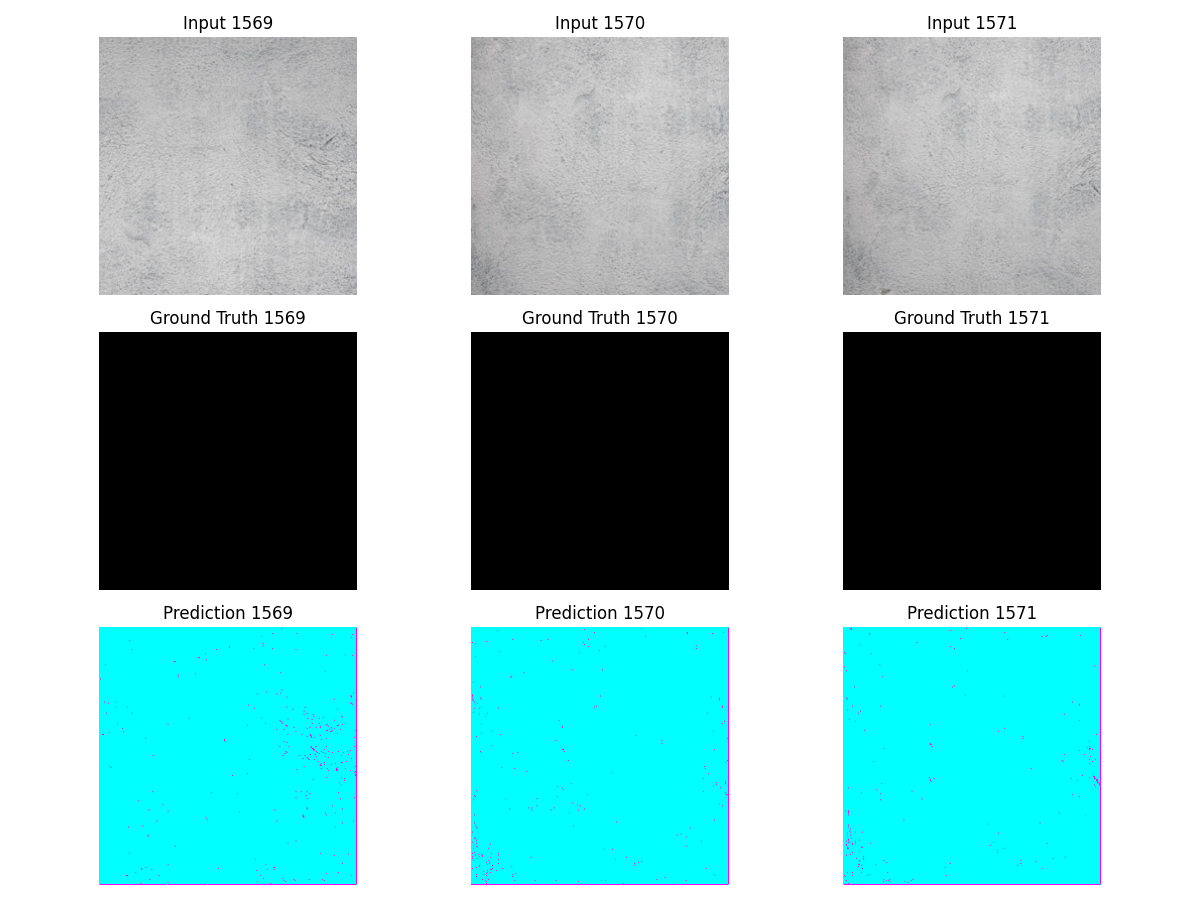 Input 1569
Input 1570
Input 1571
Ground Truth 1569
Ground Truth 1570
Ground Truth 1571
Prediction 1569
Prediction 1570
Prediction 1571